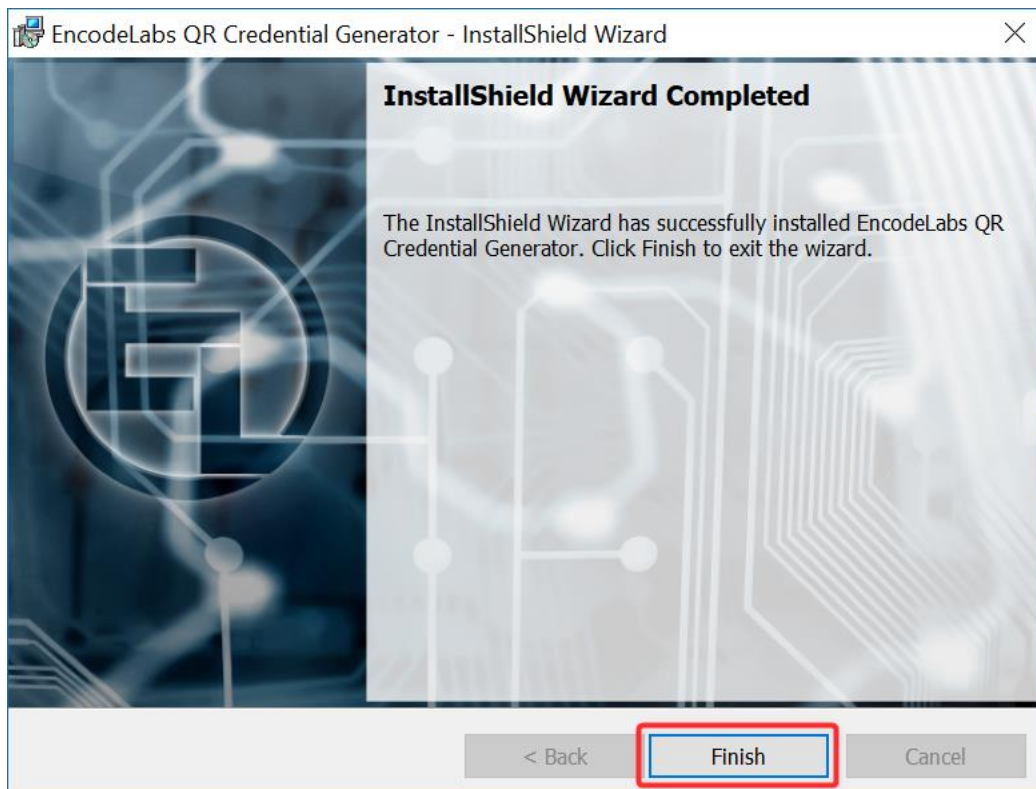 EncodeLabs QR Credential Generator - InstallShield Wizard
InstallShield Wizard Completed
The InstallShield Wizard has successfully installed EncodeLabs QR
Credential Generator. Click Finish to exit the wizard.
< Back
Finish
Cancel